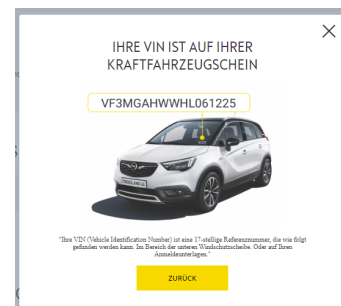 IHRE VIN IST AUF IHRER
KRAFTFAHRZEUGSCHEIN
VF3MGAHWWHL061225
"Ihre VIN (Vehicle Identification Number) ist eine 17-stellige Referenznummer, die wie folgt
gefunden werden kann. Im Bereich der unteren Windschutzscheibe. Oder auf Ihren
Anmeldeunterlagen."
ZURÜCK